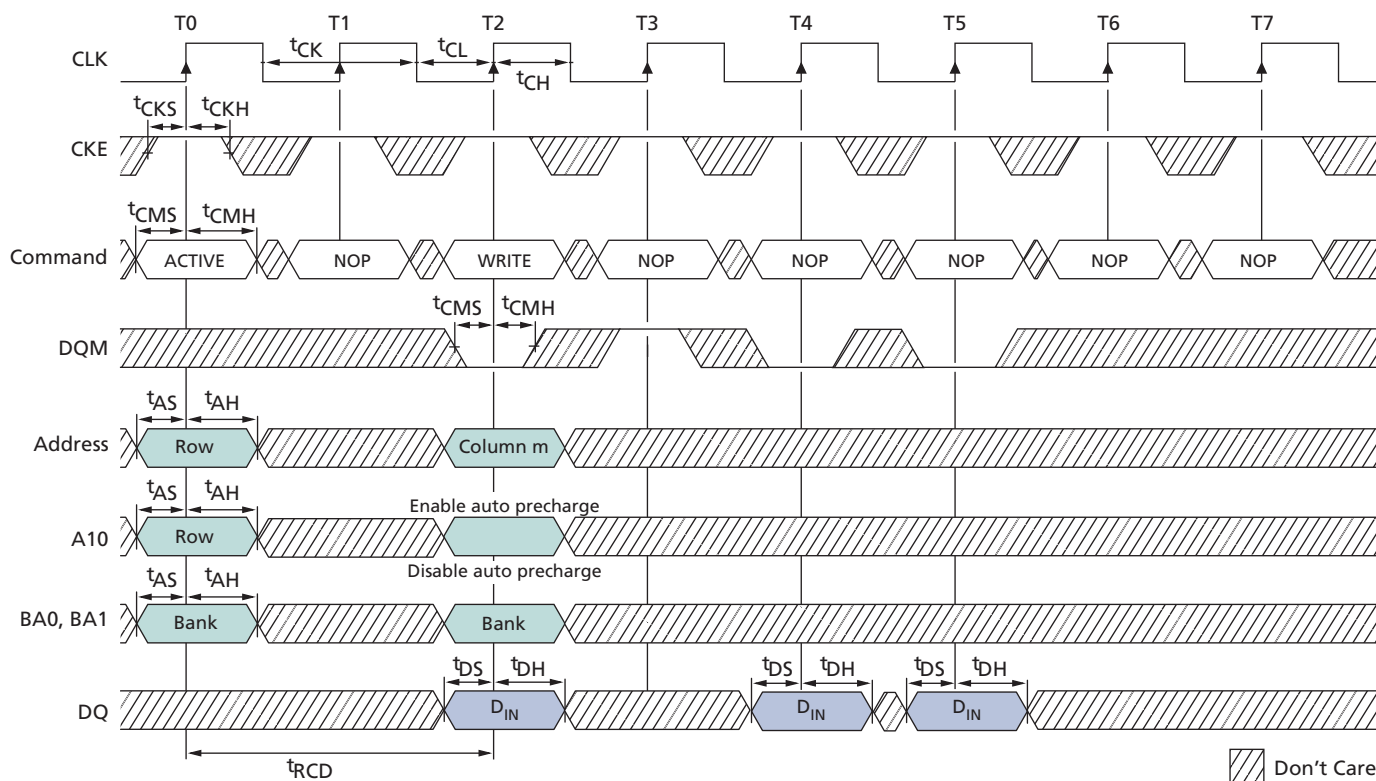 T0 T1 T2 T3 T4 T5 T6 T7
CLK
tCK tCL
tCH
tCKS tCKH
CKE
tCMS tCMH
Command ACTIVE NOP WRITE NOP NOP NOP NOP NOP
tCMS tCMH
DQM
tAS tAH
Address Row Column m
tAS tAH Enable auto precharge
A10 Row
Disable auto precharge
tAS tAH
BA0, BA1 Bank Bank
tDS tDH tDS tDH tDS tDH
DQ DIN DIN DIN
tRCD
Don't Care